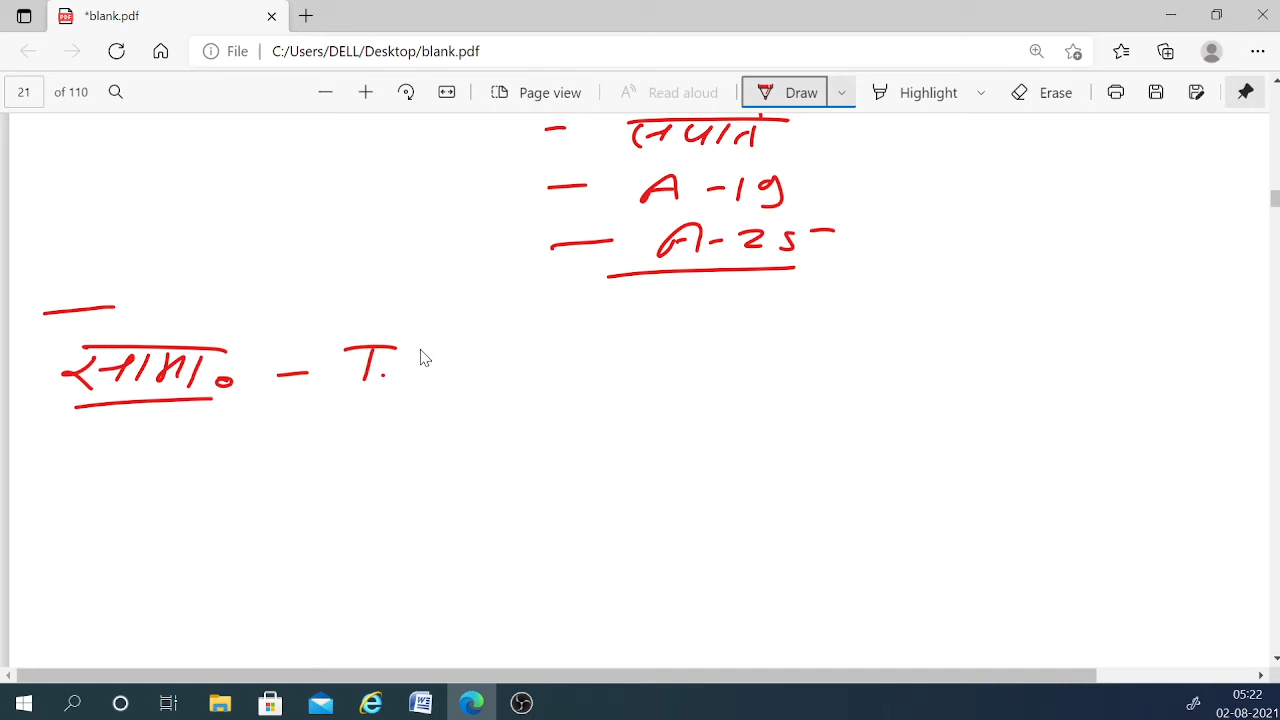 *blank.pdf
File C:/Users/DELL/Desktop/blank.pdf
21 of 110 Page view Read aloud Draw Highlight Erase
- A-19
- A-25-
- T.
05:22
02-08-2021